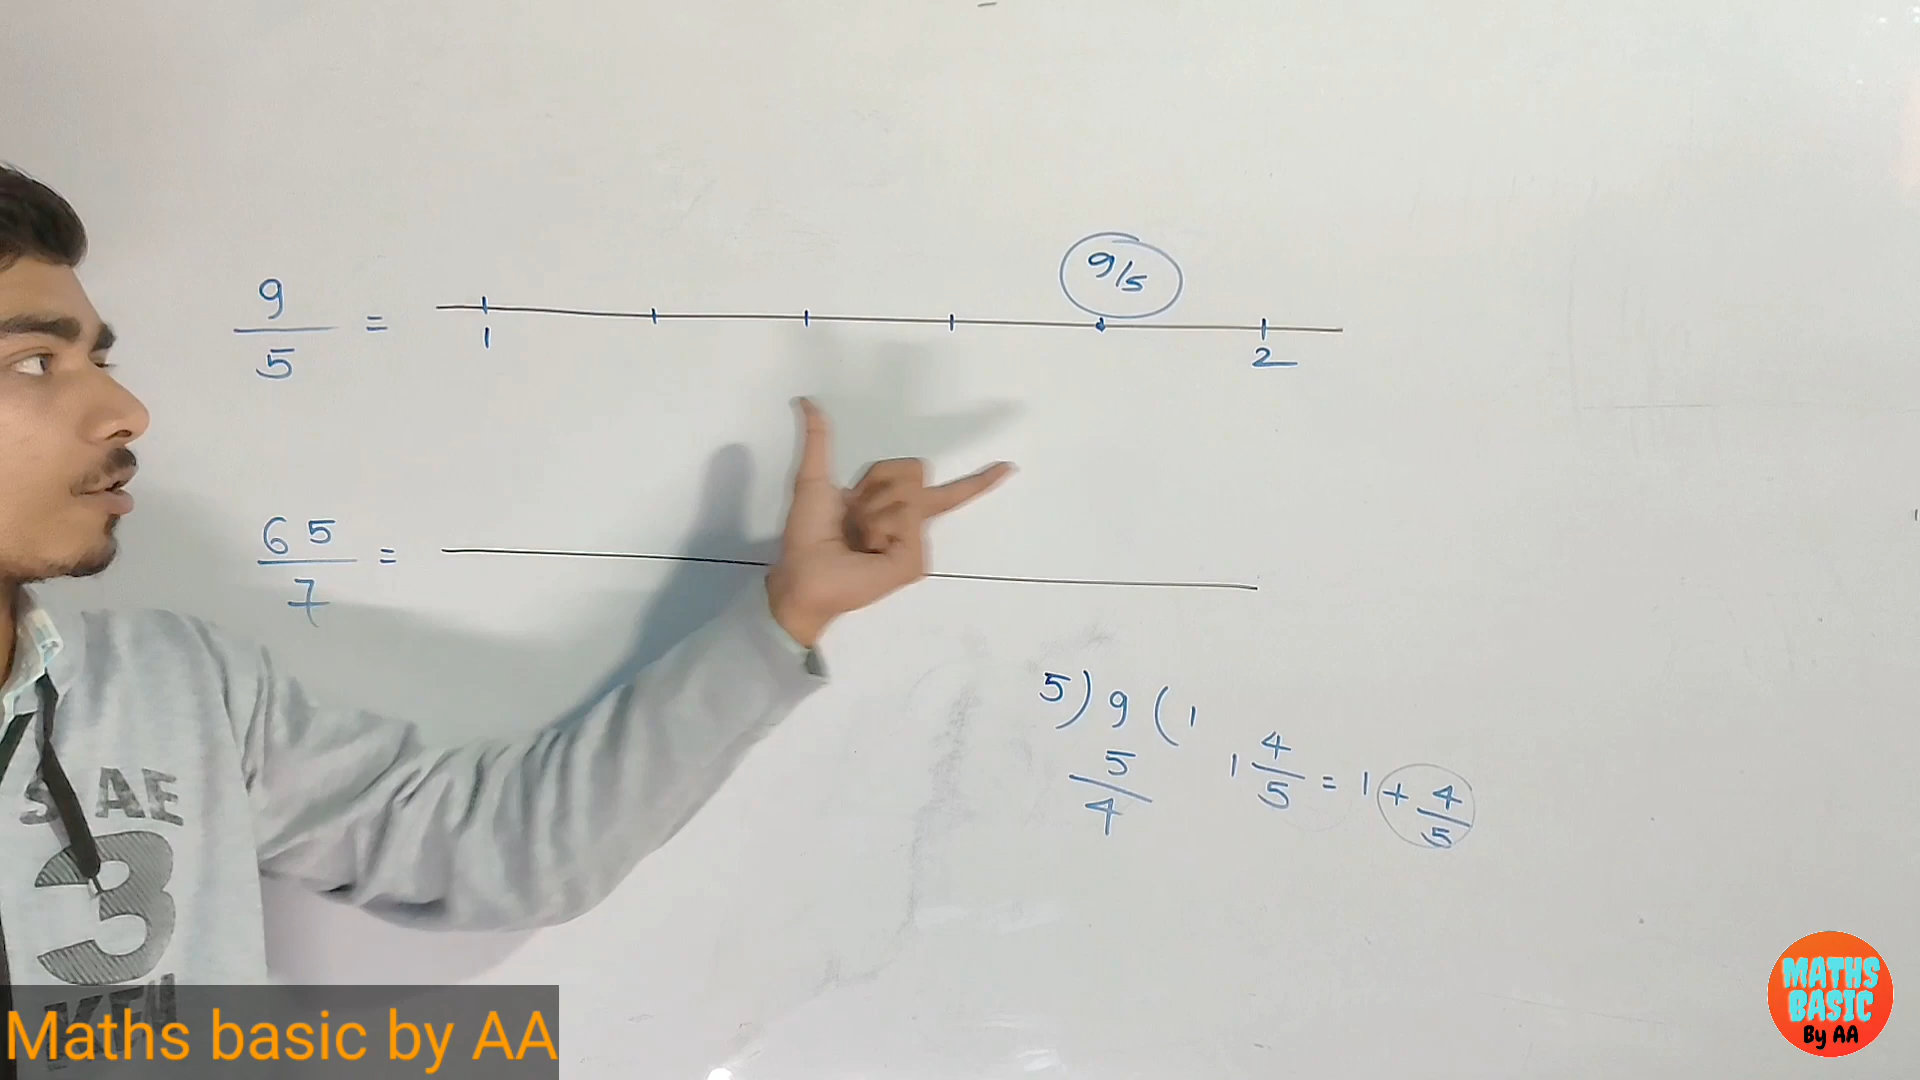 9/5 =
1
9/5
2
65/7 =
5) 9 ( 1
5
4
1 4/5 = 1 + 4/5
3
Maths basic by AA
MATHS
BASIC
By AA